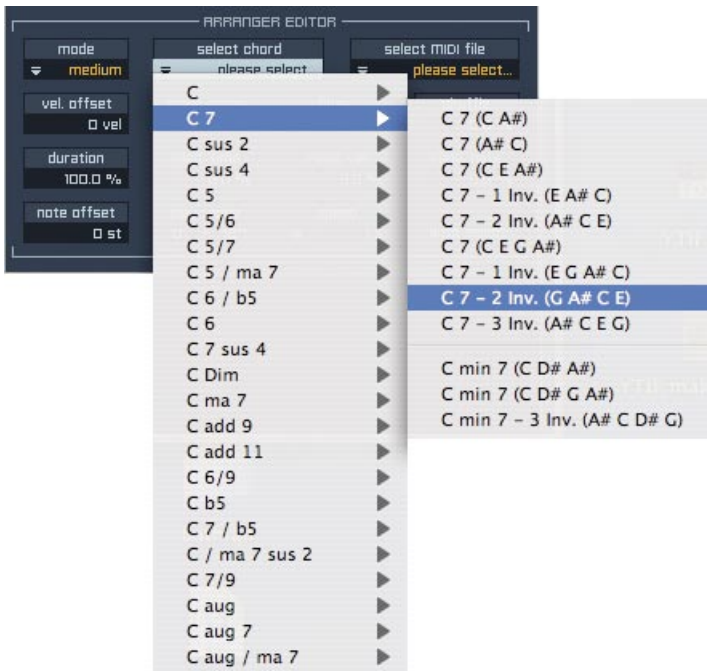 ARRANGER EDITOR
mode
medium
vel. offset
0 vel
duration
100.0 %
note offset
0 st
select chord
please select
select MIDI file
please select...
C
C 7
C sus 2
C sus 4
C 5
C 5/6
C 5/7
C 5 / ma 7
C 6 / b5
C 6
C 7 sus 4
C Dim
C ma 7
C add 9
C add 11
C 6/9
C b5
C 7 / b5
C / ma 7 sus 2
C 7/9
C aug
C aug 7
C aug / ma 7
C 7 (C A#)
C 7 (A# C)
C 7 (C E A#)
C 7 – 1 Inv. (E A# C)
C 7 – 2 Inv. (A# C E)
C 7 (C E G A#)
C 7 – 1 Inv. (E G A# C)
C 7 – 2 Inv. (G A# C E)
C 7 – 3 Inv. (A# C E G)
C min 7 (C D# A#)
C min 7 (C D# G A#)
C min 7 – 3 Inv. (A# C D# G)